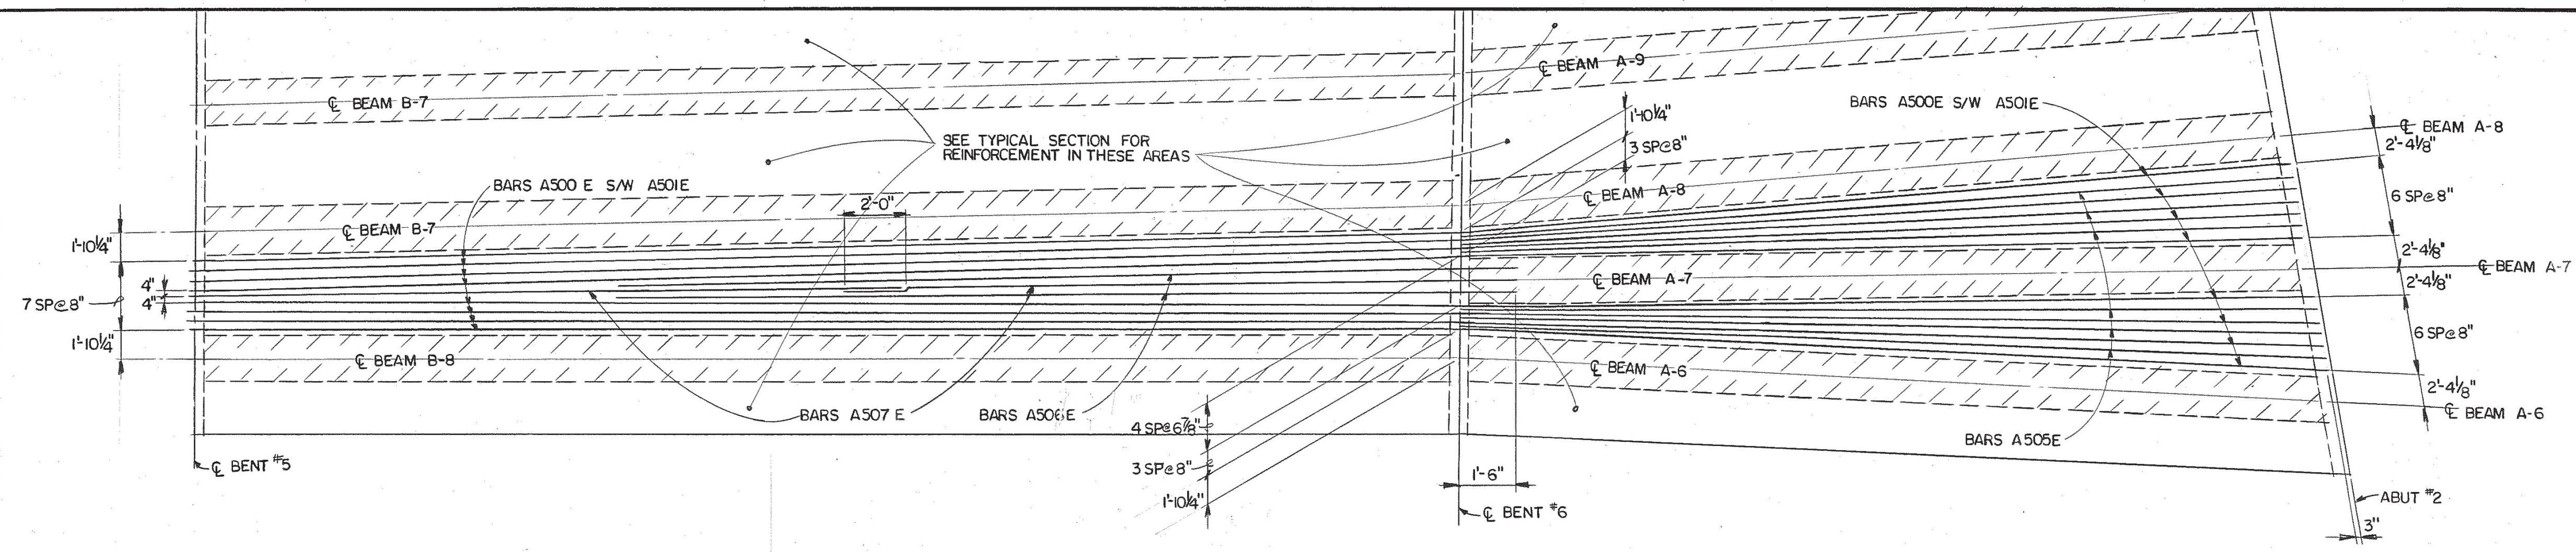 ℄ BEAM B-7
℄ BEAM A-9
BARS A500E S/W A501E
℄ BEAM A-8
2'-4⅛"
1'-10¼"
3 SP@8"
SEE TYPICAL SECTION FOR
REINFORCEMENT IN THESE AREAS
BARS A500 E S/W A501E
2'-0"
℄ BEAM A-8
6 SP@8"
℄ BEAM B-7
1'-10¼"
4"
4"
7 SP@8"
1'-10¼"
2'-4⅛"
℄ BEAM A-7
℄ BEAM A-7
2'-4⅛"
6 SP@8"
℄ BEAM B-8
℄ BEAM A-6
2'-4⅛"
℄ BEAM A-6
BARS A507 E
BARS A506 E
4 SP@6⅞"
BARS A505E
℄ BENT #5
3 SP@8"
1'-6"
1'-10¼"
℄ BENT #6
ABUT #2
3"